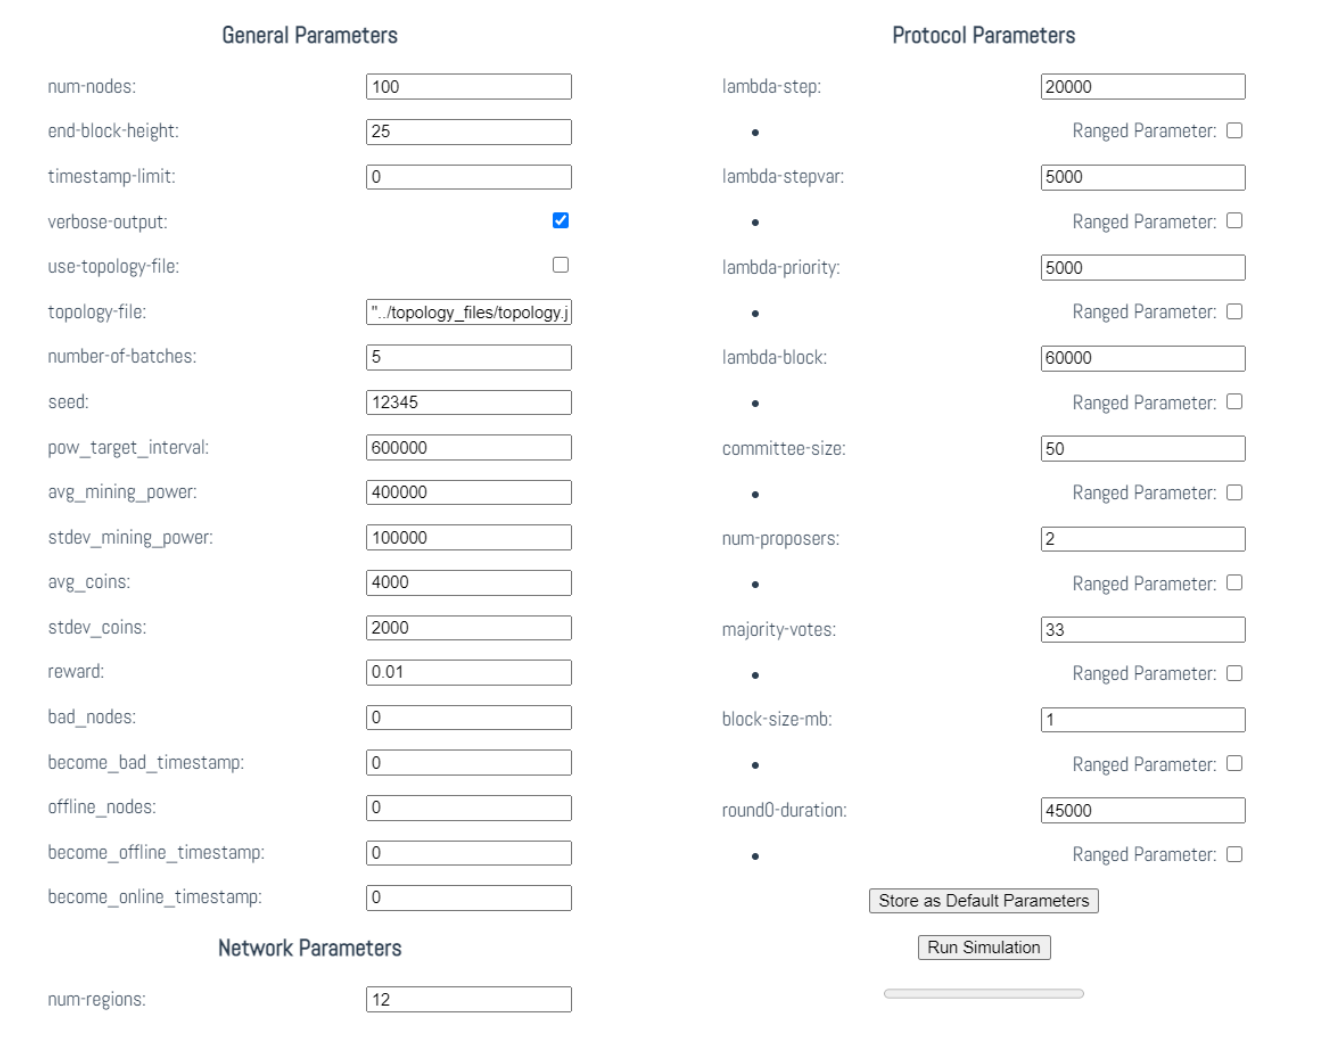 General Parameters
num-nodes: 100
end-block-height: 25
timestamp-limit: 0
verbose-output:
use-topology-file:
topology-file: "../topology_files/topology.j
number-of-batches: 5
seed: 12345
pow_target_interval: 600000
avg_mining_power: 400000
stdev_mining_power: 100000
avg_coins: 4000
stdev_coins: 2000
reward: 0.01
bad_nodes: 0
become_bad_timestamp: 0
offline_nodes: 0
become_offline_timestamp: 0
become_online_timestamp: 0
Network Parameters
num-regions: 12
Protocol Parameters
lambda-step: 20000
Ranged Parameter:
lambda-stepvar: 5000
Ranged Parameter:
lambda-priority: 5000
Ranged Parameter:
lambda-block: 60000
Ranged Parameter:
committee-size: 50
Ranged Parameter:
num-proposers: 2
Ranged Parameter:
majority-votes: 33
Ranged Parameter:
block-size-mb: 1
Ranged Parameter:
round0-duration: 45000
Ranged Parameter:
Store as Default Parameters
Run Simulation